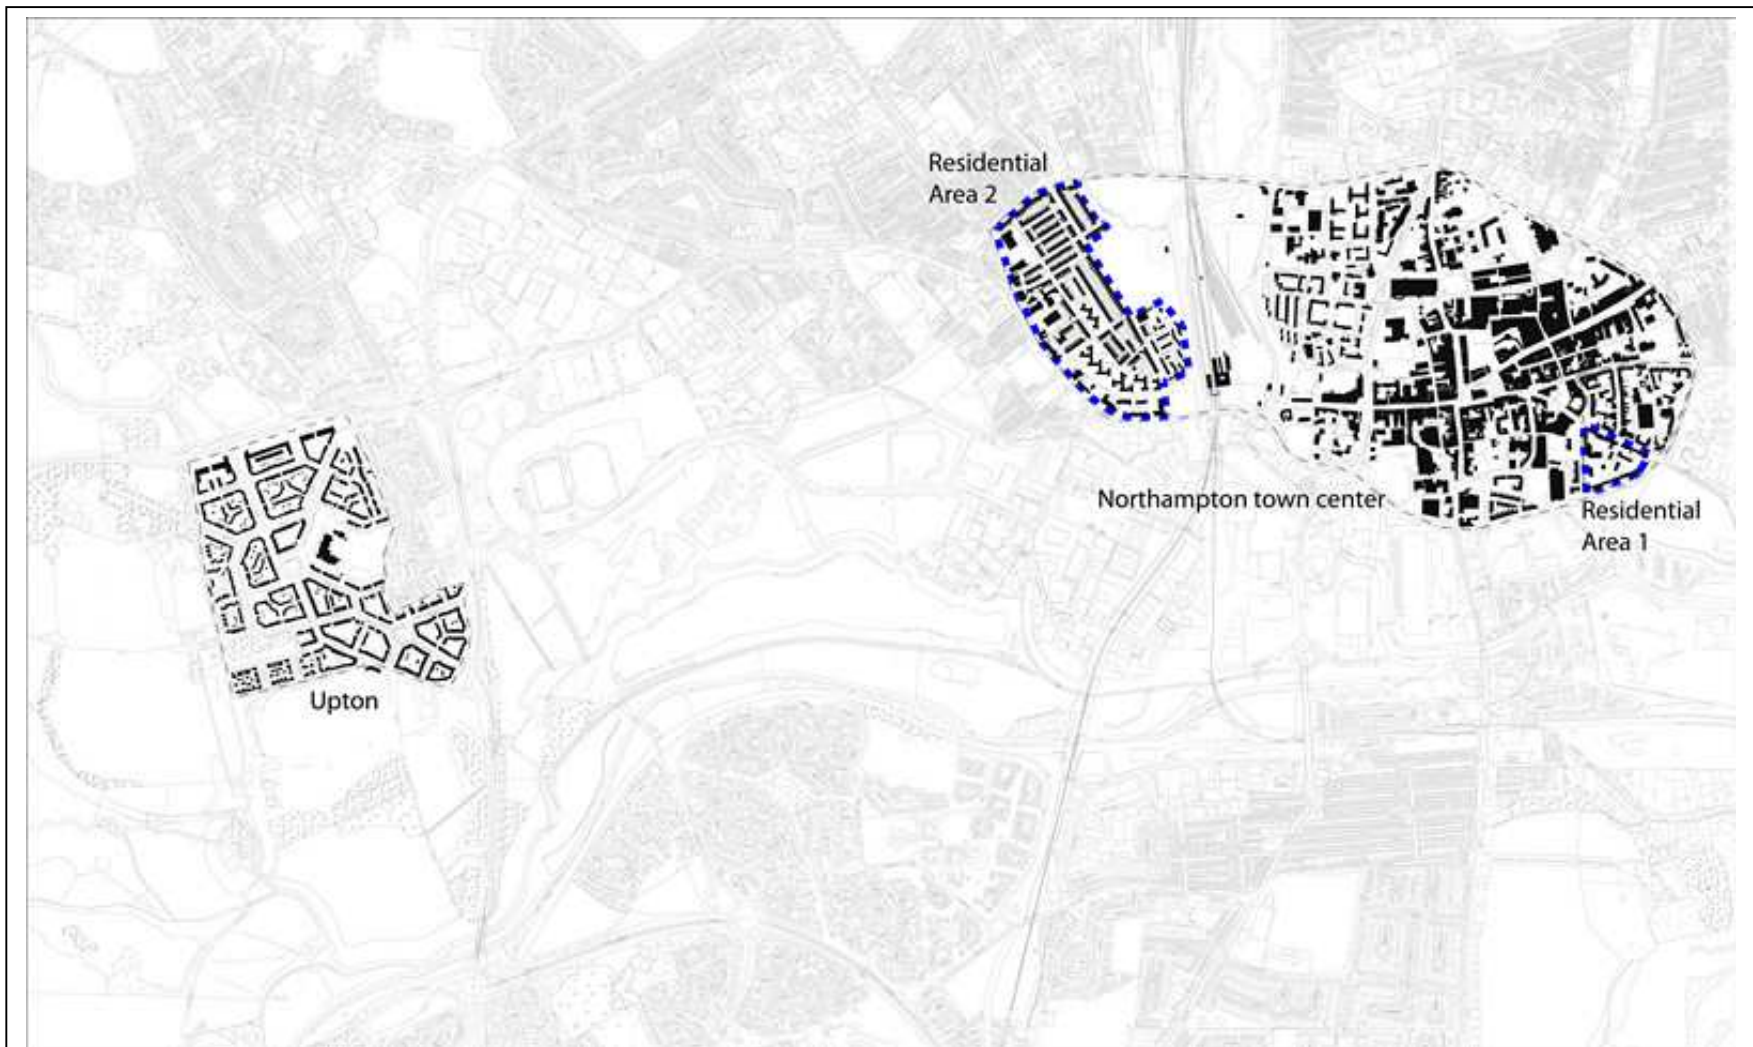 Residential
Area 2
Northampton town center
Residential
Area 1
Upton